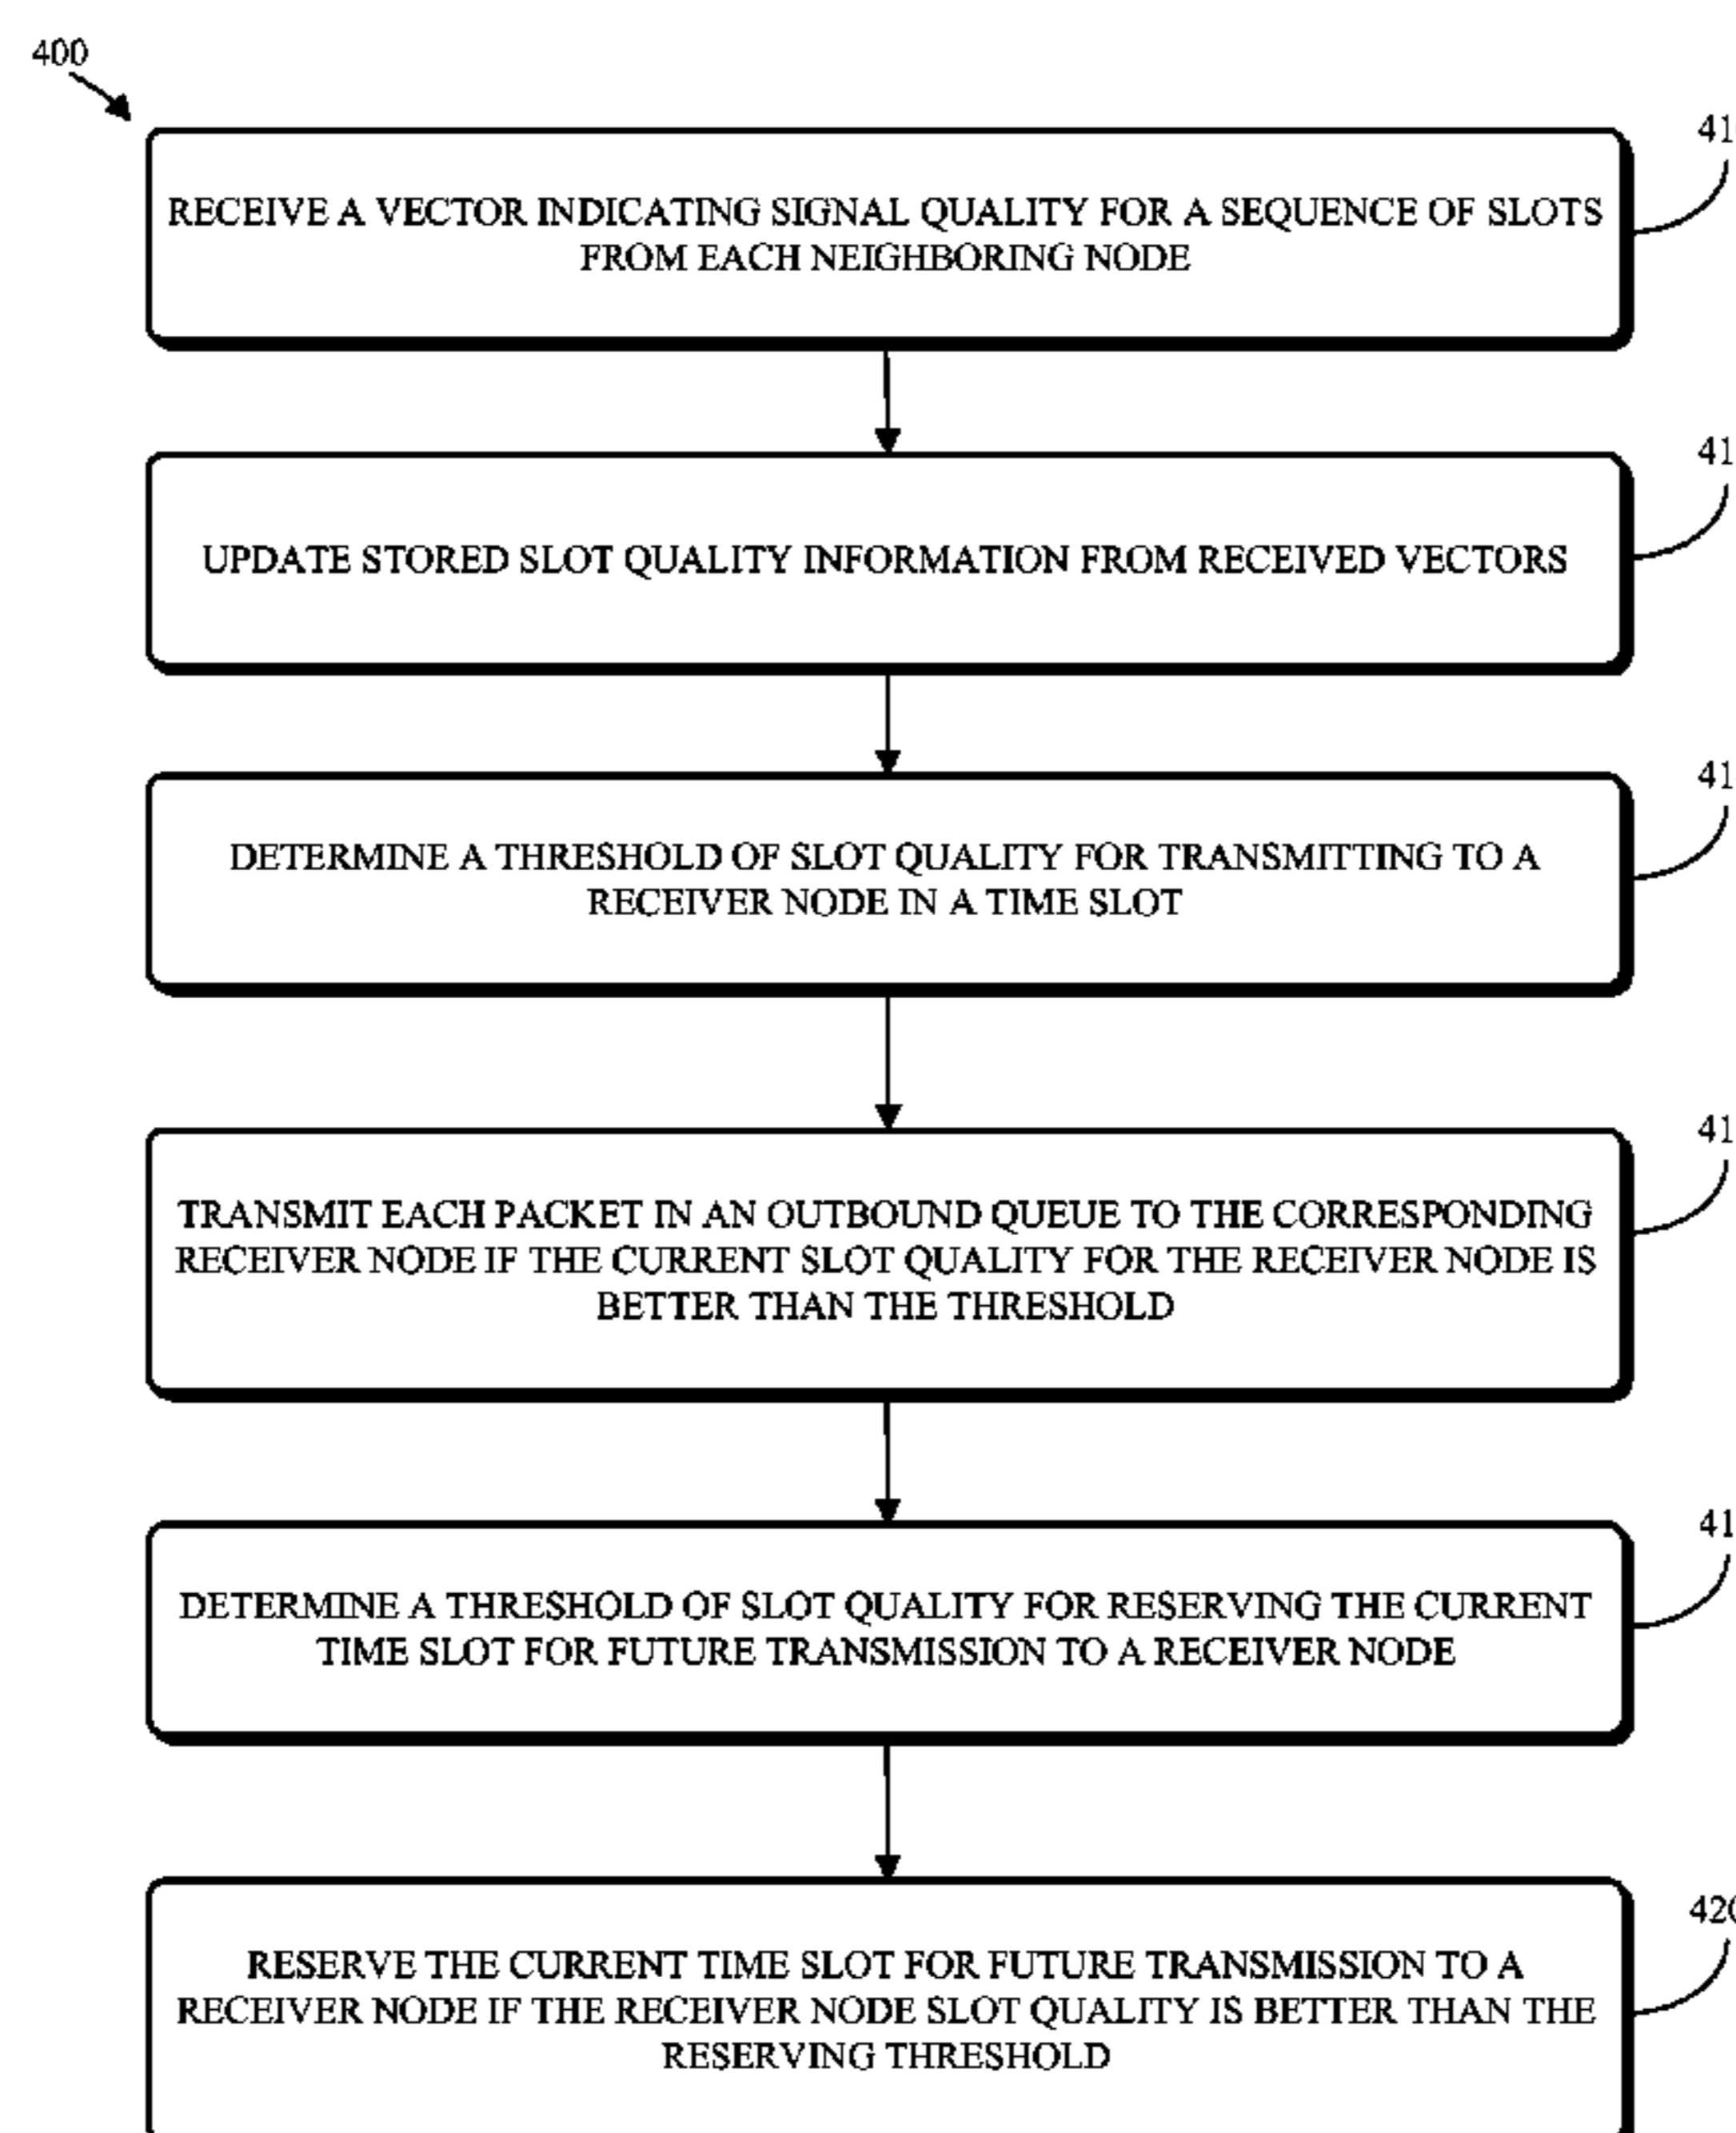 400
RECEIVE A VECTOR INDICATING SIGNAL QUALITY FOR A SEQUENCE OF SLOTS
FROM EACH NEIGHBORING NODE
UPDATE STORED SLOT QUALITY INFORMATION FROM RECEIVED VECTORS
DETERMINE A THRESHOLD OF SLOT QUALITY FOR TRANSMITTING TO A
RECEIVER NODE IN A TIME SLOT
TRANSMIT EACH PACKET IN AN OUTBOUND QUEUE TO THE CORRESPONDING
RECEIVER NODE IF THE CURRENT SLOT QUALITY FOR THE RECEIVER NODE IS
BETTER THAN THE THRESHOLD
DETERMINE A THRESHOLD OF SLOT QUALITY FOR RESERVING THE CURRENT
TIME SLOT FOR FUTURE TRANSMISSION TO A RECEIVER NODE
RESERVE THE CURRENT TIME SLOT FOR FUTURE TRANSMISSION TO A
RECEIVER NODE IF THE RECEIVER NODE SLOT QUALITY IS BETTER THAN THE
RESERVING THRESHOLD